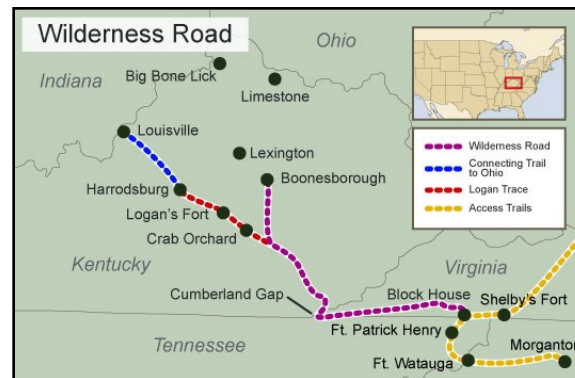 Wilderness Road
Ohio
Indiana
Big Bone Lick
Limestone
Louisville
Lexington
Boonesborough
Harrodsburg
Logan's Fort
Crab Orchard
Kentucky
Virginia
Cumberland Gap
Block House
Shelby's Fort
Ft. Patrick Henry
Tennessee
Ft. Watauga
Morganton
Wilderness Road
Connecting Trail
to Ohio
Logan Trace
Access Trails